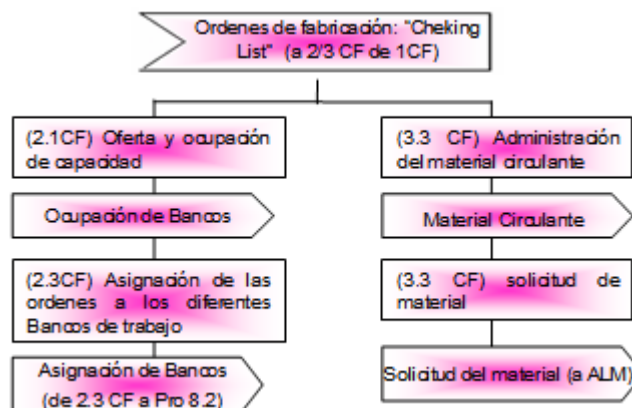 Ordenes de fabricación: "Cheking
List" (a 2/3 CF de 1CF)
(2.1CF) Oferta y ocupación
de capacidad
Ocupación de Bancos
(2.3CF) Asignación de las
ordenes a los diferentes
Bancos de trabajo
Asignación de Bancos
(de 2.3 CF a Pro 8.2)
(3.3 CF) Administración
del material circulante
Material Circulante
(3.3 CF) solicitud de
material
Solicitud del material (a ALM)